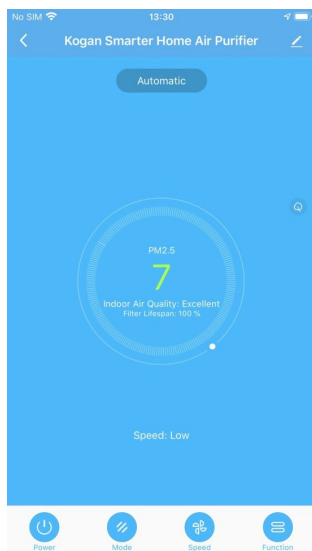 No SIM 13:30
Kogan Smarter Home Air Purifier
Automatic
PM2.5
7
Indoor Air Quality: Excellent
Filter Lifespan: 100 %
Speed: Low
Power Mode Speed Function